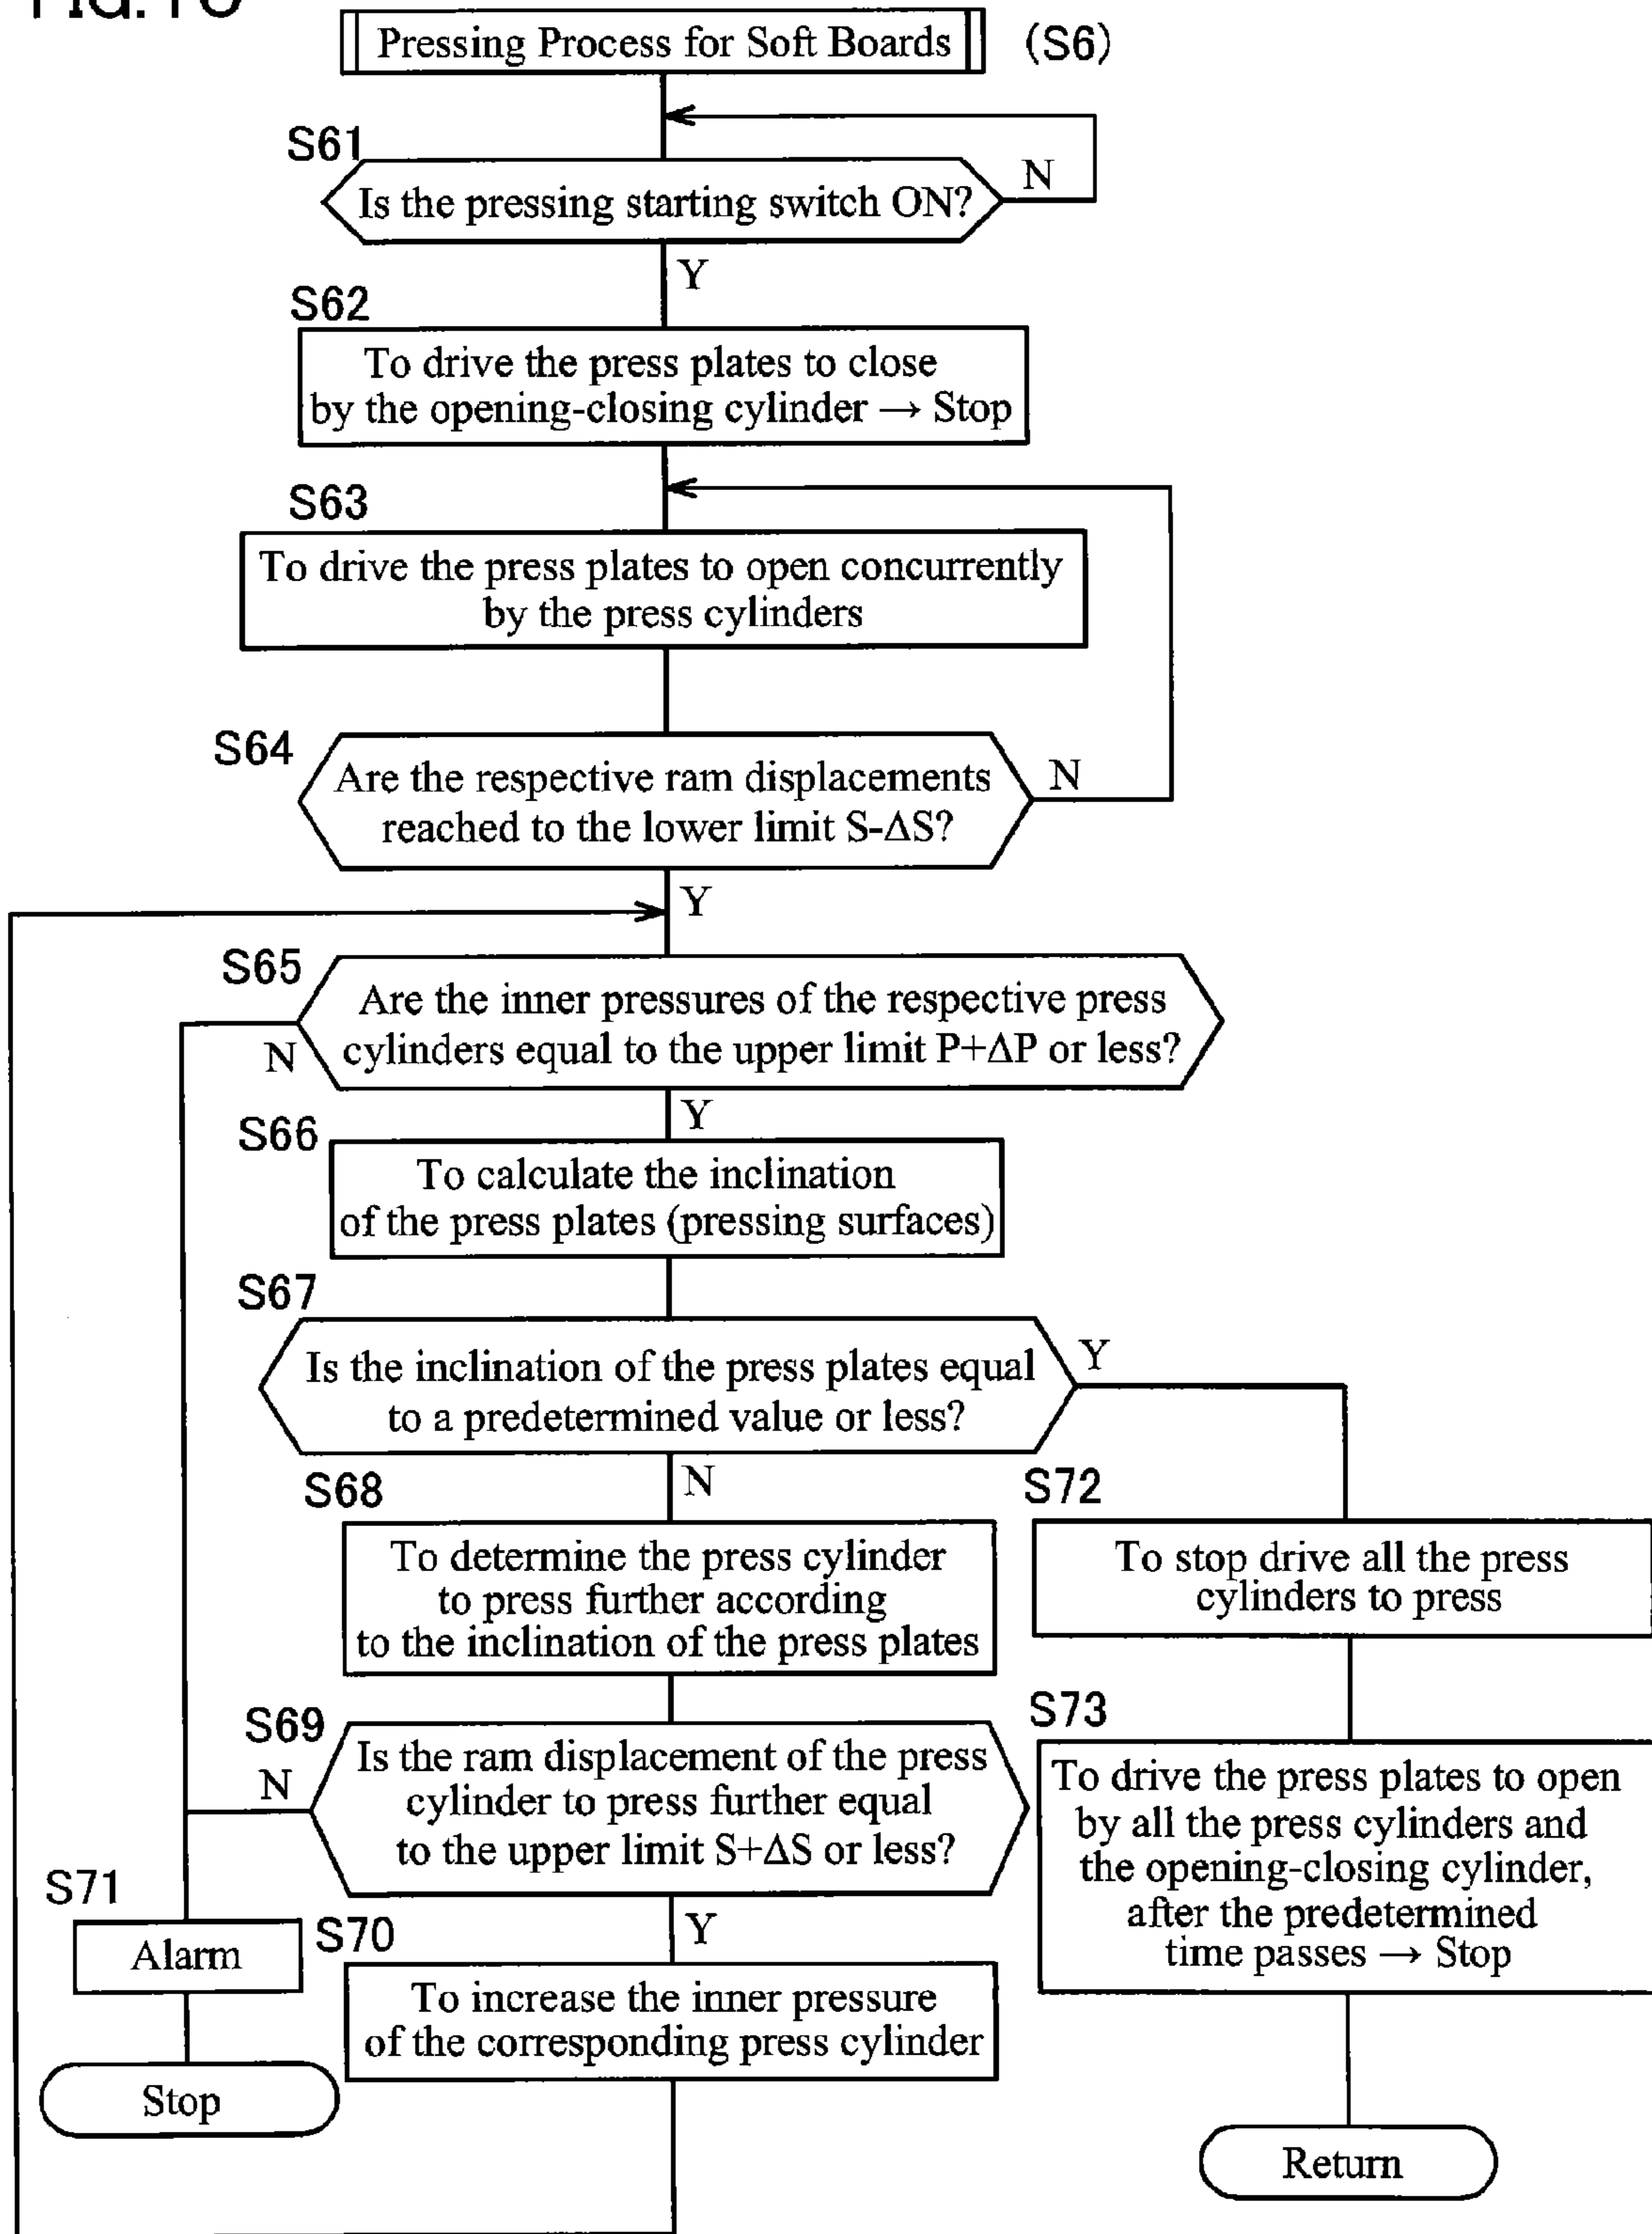 Pressing Process for Soft Boards (S6)
S61
Is the pressing starting switch ON?
N
Y
S62
To drive the press plates to close
by the opening-closing cylinder → Stop
S63
To drive the press plates to open concurrently
by the press cylinders
S64
Are the respective ram displacements
reached to the lower limit S-ΔS?
N
Y
S65
Are the inner pressures of the respective press
cylinders equal to the upper limit P+ΔP or less?
N
Y
S66
To calculate the inclination
of the press plates (pressing surfaces)
S67
Is the inclination of the press plates equal
to a predetermined value or less?
Y
N
S68
To determine the press cylinder
to press further according
to the inclination of the press plates
S72
To stop drive all the press
cylinders to press
S69
Is the ram displacement of the press
cylinder to press further equal
to the upper limit S+ΔS or less?
N
Y
S73
To drive the press plates to open
by all the press cylinders and
the opening-closing cylinder,
after the predetermined
time passes → Stop
S71
Alarm
S70
To increase the inner pressure
of the corresponding press cylinder
Stop
Return